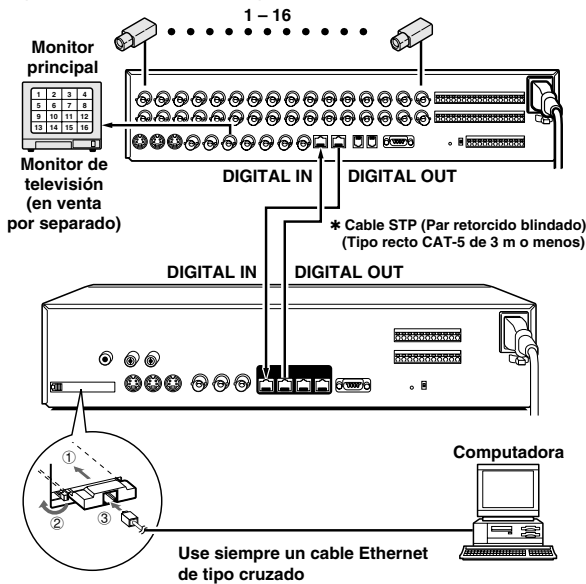 1 – 16
Monitor
principal
1 2 3 4
5 6 7 8
9 10 11 12
13 14 15 16
Monitor de
televisión
(en venta
por separado)
DIGITAL IN DIGITAL OUT
✱ Cable STP (Par retorcido blindado)
(Tipo recto CAT-5 de 3 m o menos)
DIGITAL IN DIGITAL OUT
①
②
③
Computadora
Use siempre un cable Ethernet
de tipo cruzado